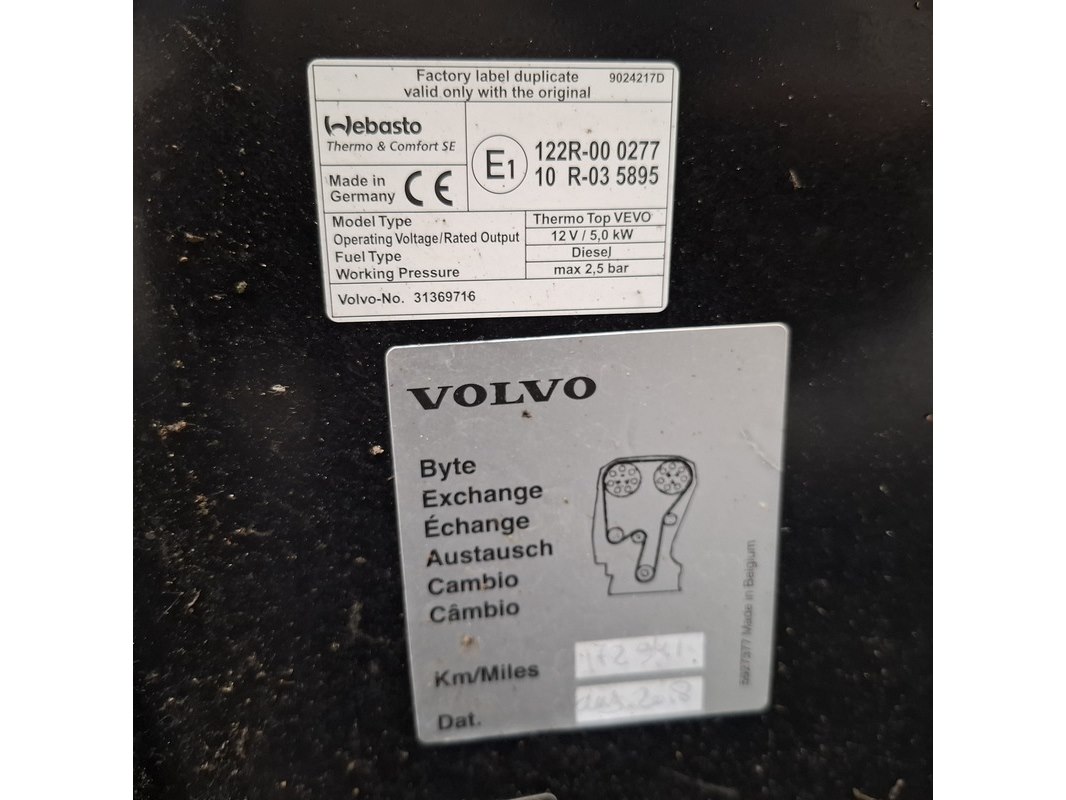 Factory label duplicate 9024217D
valid only with the original
Webasto
Thermo & Comfort SE
Made in
Germany CE
E1
122R-00 0277
10 R-03 5895
Model Type Thermo Top VEVO
Operating Voltage/Rated Output 12 V / 5,0 kW
Fuel Type Diesel
Working Pressure max 2,5 bar
Volvo-No. 31369716
VOLVO
Byte
Exchange
Échange
Austausch
Cambio
Câmbio
Km/Miles
Dat.
Made in Belgium